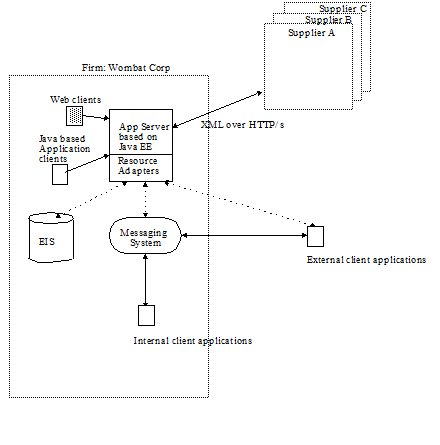 Supplier C
Supplier B
Supplier A
Firm: Wombat Corp
Web clients
App Server
based on
Java EE
XML over HTTP/s
Java based
Application
clients
Resource
Adapters
EIS
Messaging
System
External client applications
Internal client applications